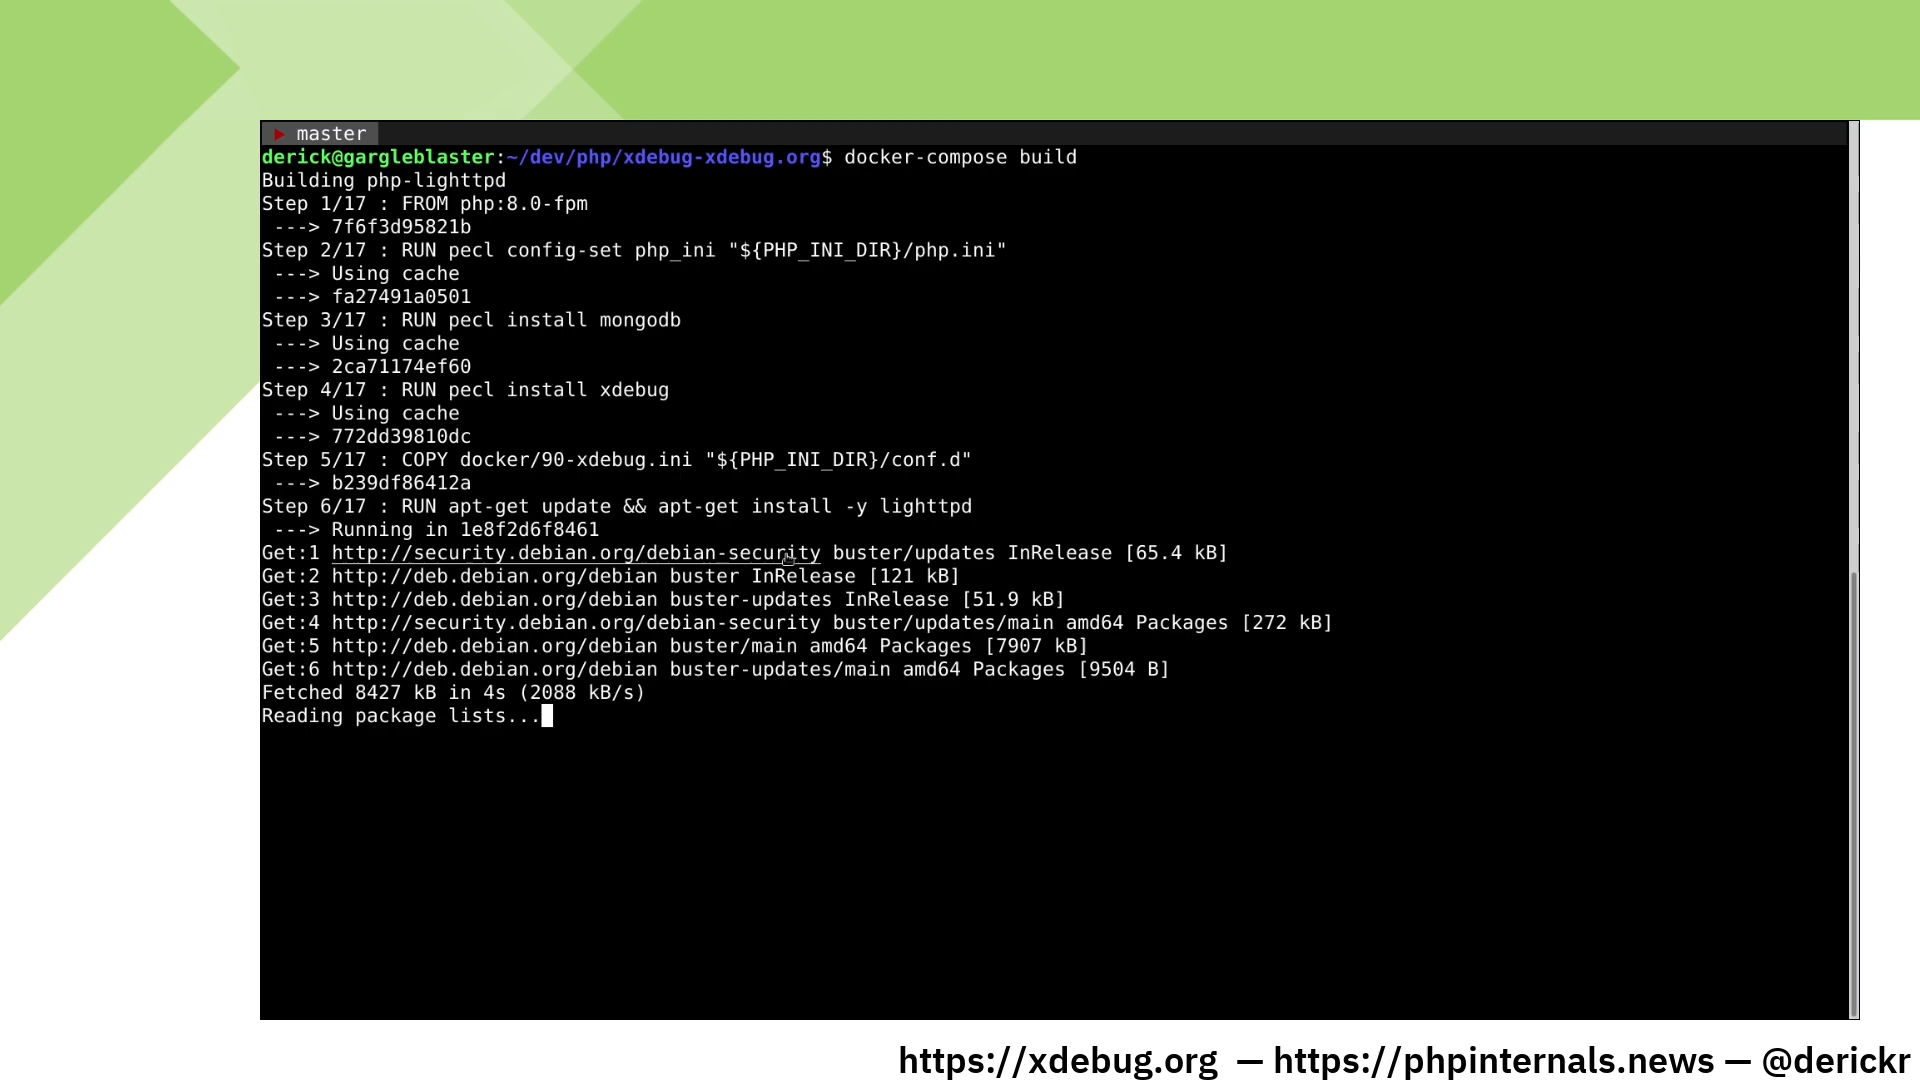 master
derick@gargleblaster:~/dev/php/xdebug-xdebug.org$ docker-compose build
Building php-lighttpd
Step 1/17 : FROM php:8.0-fpm
 ---> 7f6f3d95821b
Step 2/17 : RUN pecl config-set php_ini "${PHP_INI_DIR}/php.ini"
 ---> Using cache
 ---> fa27491a0501
Step 3/17 : RUN pecl install mongodb
 ---> Using cache
 ---> 2ca71174ef60
Step 4/17 : RUN pecl install xdebug
 ---> Using cache
 ---> 772dd39810dc
Step 5/17 : COPY docker/90-xdebug.ini "${PHP_INI_DIR}/conf.d"
 ---> b239df86412a
Step 6/17 : RUN apt-get update && apt-get install -y lighttpd
 ---> Running in 1e8f2d6f8461
Get:1 http://security.debian.org/debian-security buster/updates InRelease [65.4 kB]
Get:2 http://deb.debian.org/debian buster InRelease [121 kB]
Get:3 http://deb.debian.org/debian buster-updates InRelease [51.9 kB]
Get:4 http://security.debian.org/debian-security buster/updates/main amd64 Packages [272 kB]
Get:5 http://deb.debian.org/debian buster/main amd64 Packages [7907 kB]
Get:6 http://deb.debian.org/debian buster-updates/main amd64 Packages [9504 B]
Fetched 8427 kB in 4s (2088 kB/s)
Reading package lists...
https://xdebug.org — https://phpinternals.news — @derickr